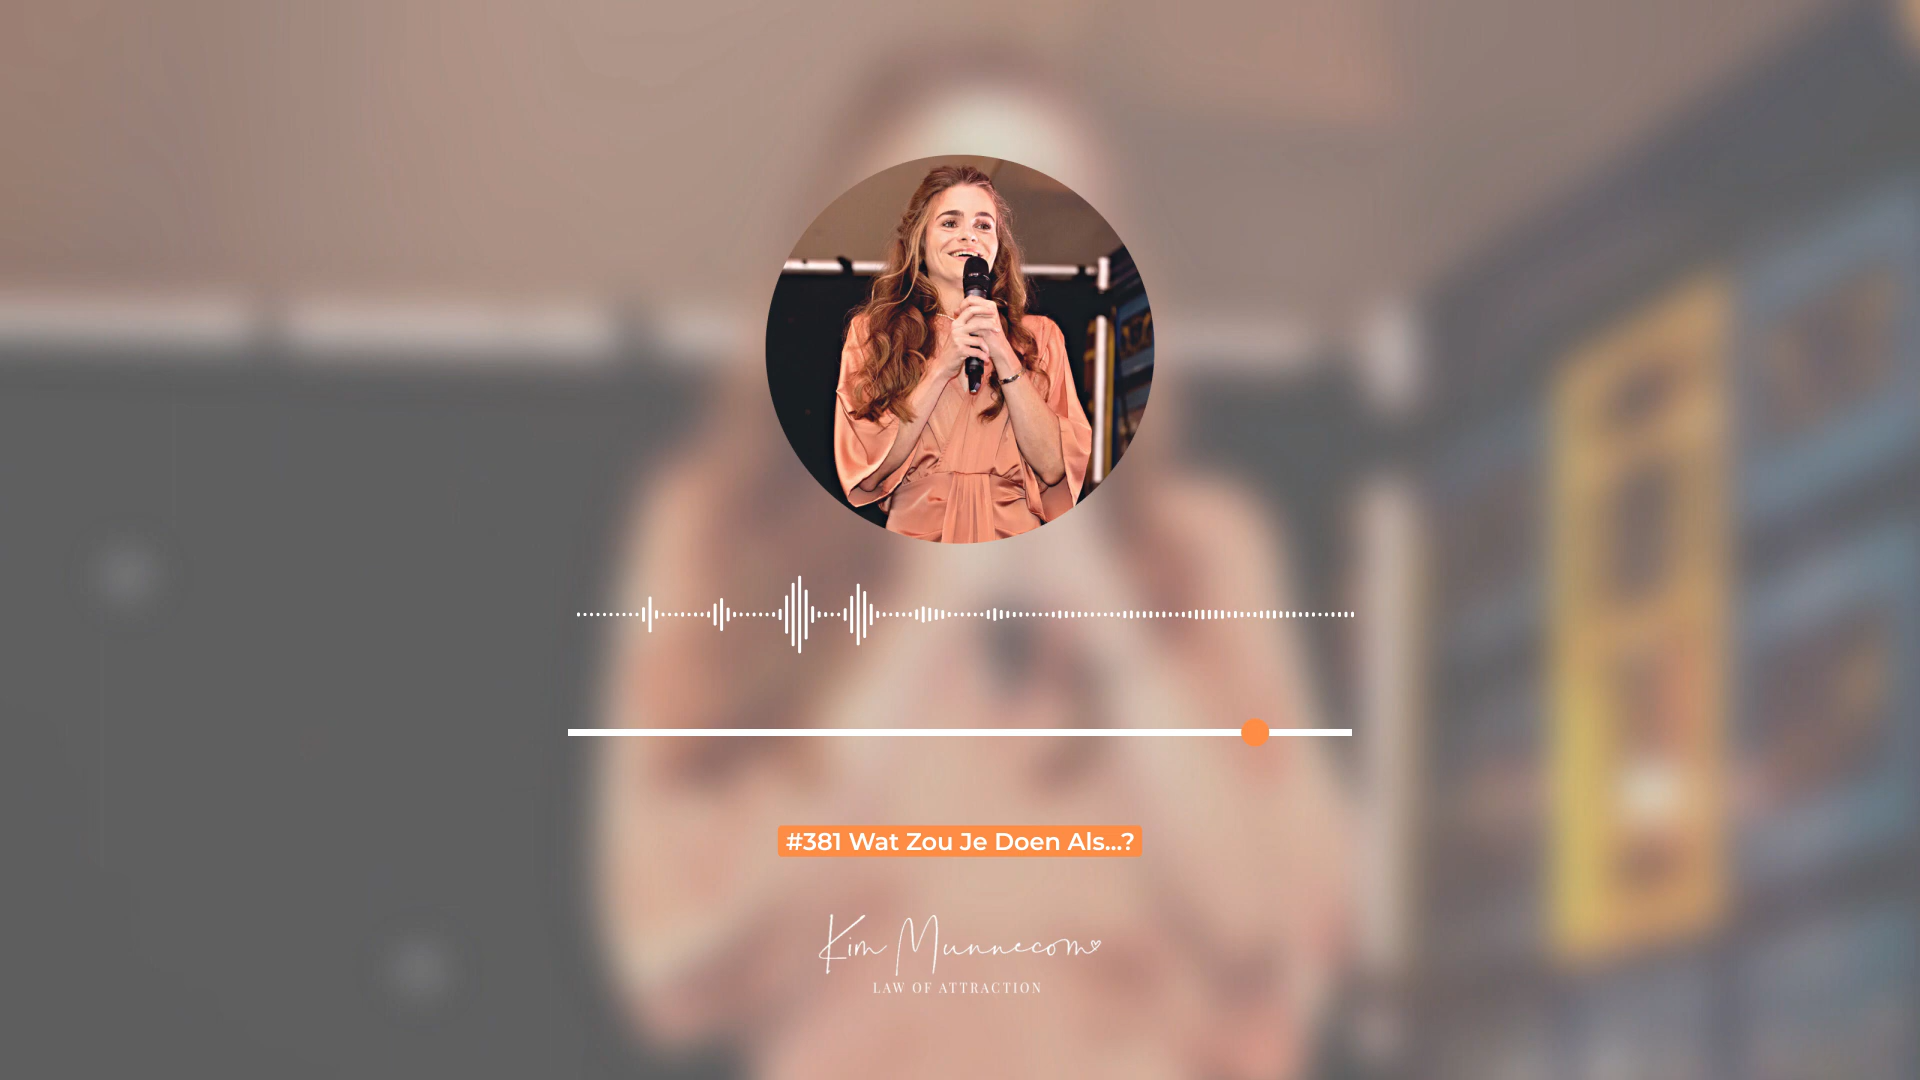 #381 Wat Zou Je Doen Als...?
Kim Munnecom
LAW OF ATTRACTION